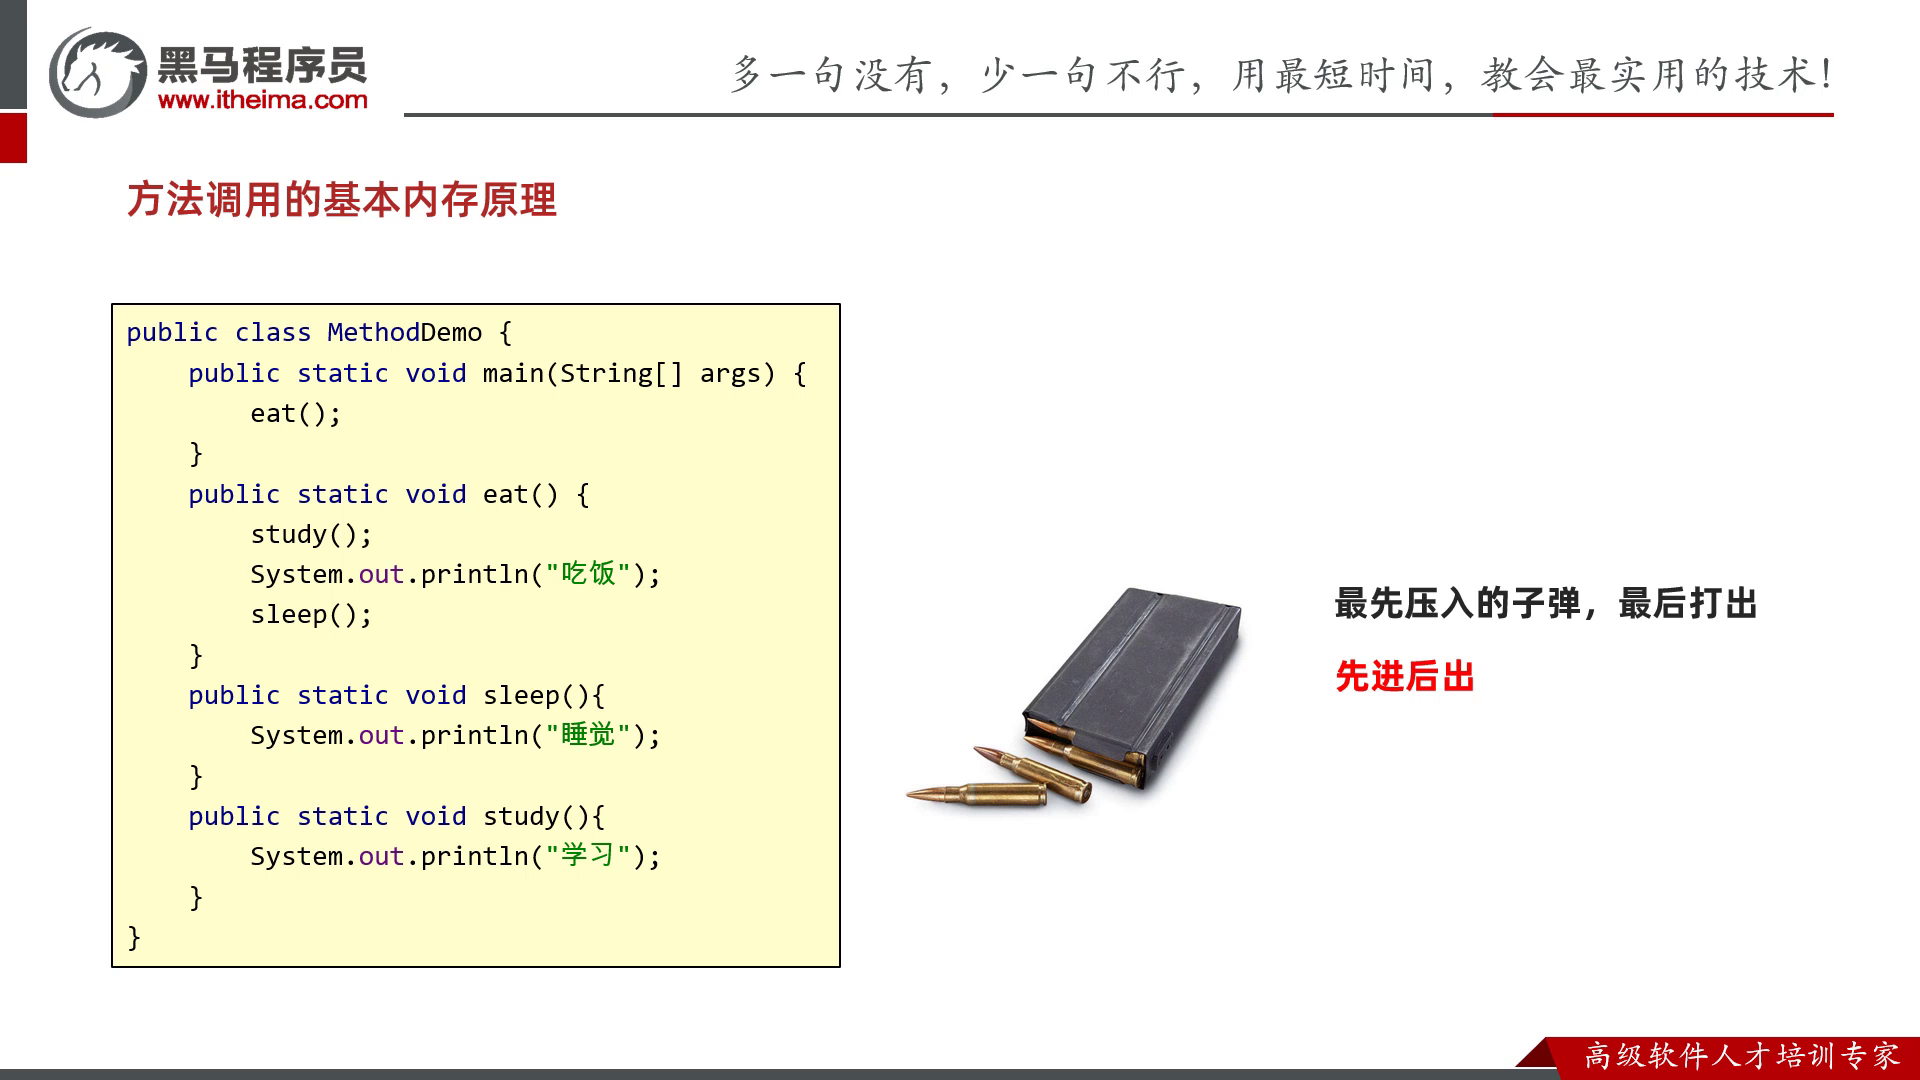 黑马程序员
www.itheima.com
多一句没有，少一句不行，用最短时间，教会最实用的技术！
方法调用的基本内存原理
public class MethodDemo {
    public static void main(String[] args) {
        eat();
    }
    public static void eat() {
        study();
        System.out.println("吃饭");
        sleep();
    }
    public static void sleep(){
        System.out.println("睡觉");
    }
    public static void study(){
        System.out.println("学习");
    }
}
最先压入的子弹，最后打出
先进后出
高级软件人才培训专家